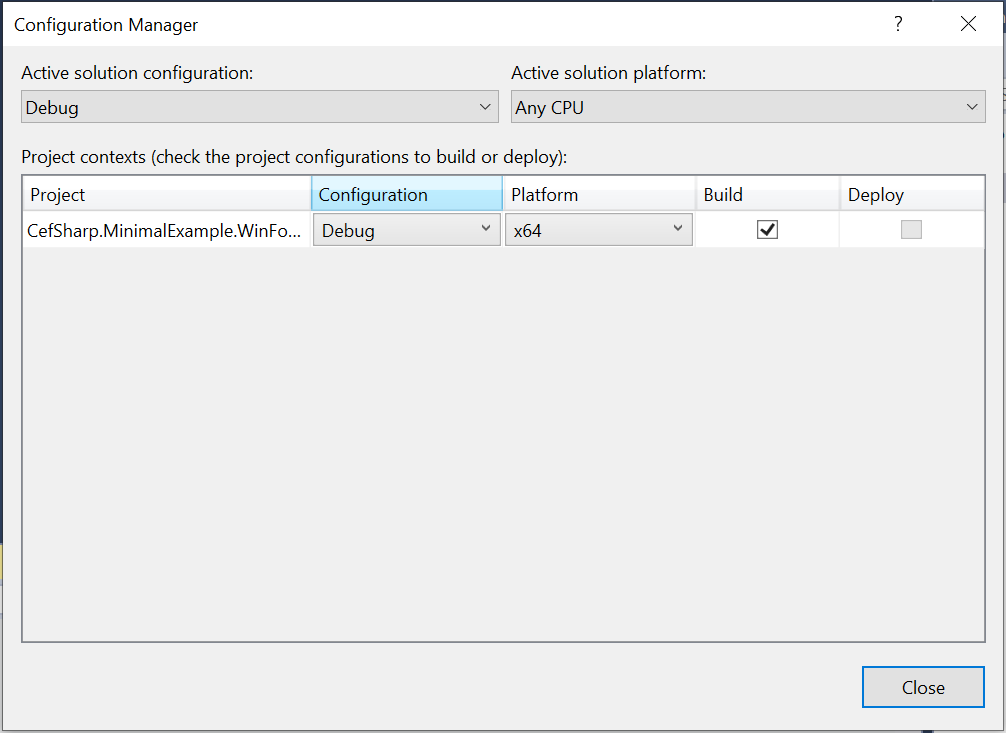 Configuration Manager ?
Active solution configuration: Active solution platform:
Debug Any CPU
Project contexts (check the project configurations to build or deploy):
Project Configuration Platform Build Deploy
CefSharp.MinimalExample.WinFo... Debug x64
Close